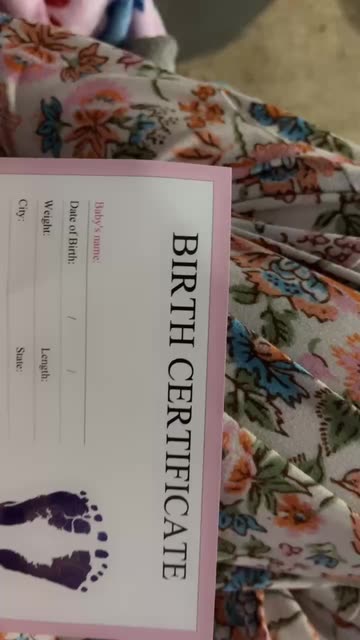 BIRTH CERTIFICATE
Baby's name:
Date of Birth: / /
Weight: Length:
City: State: